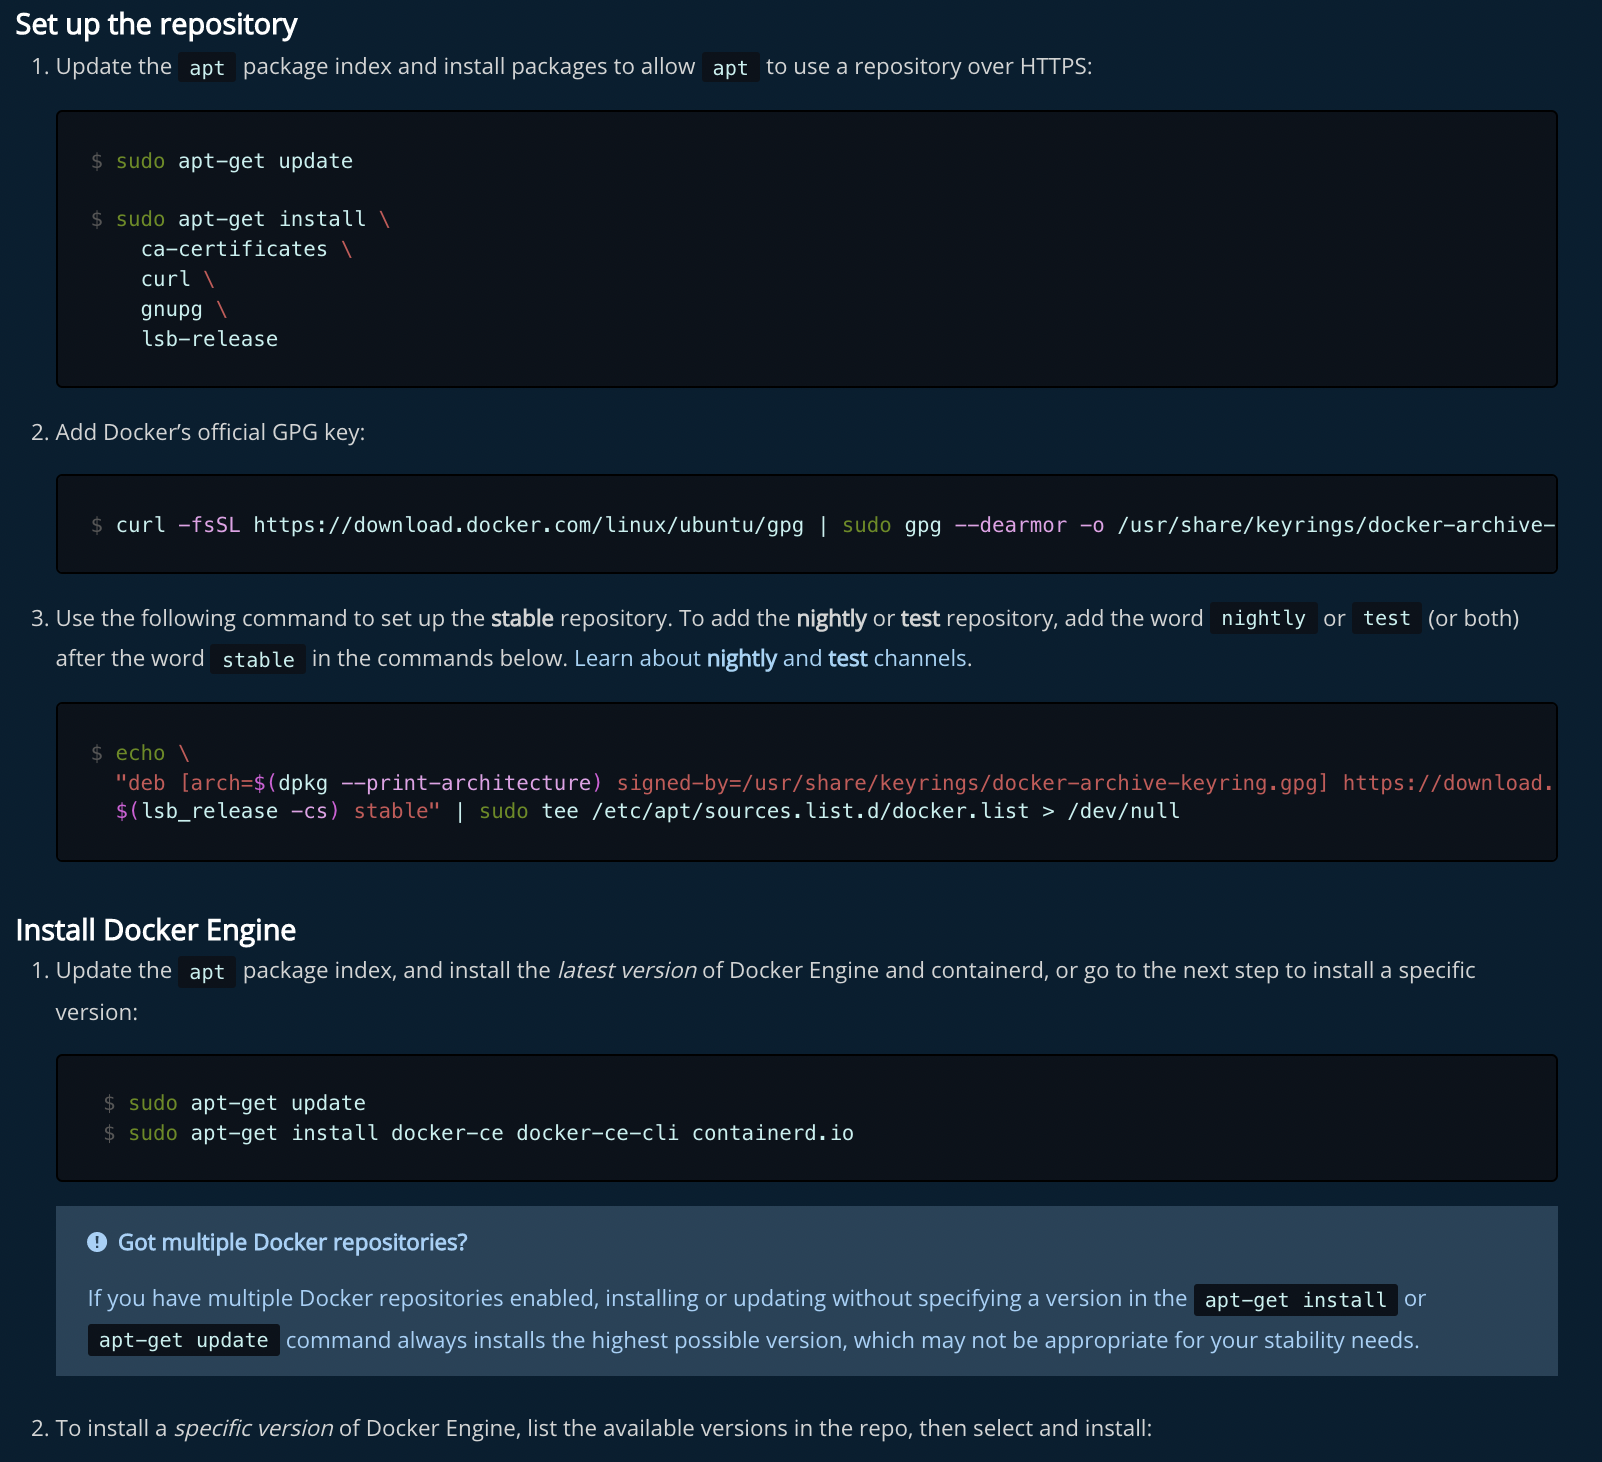 Set up the repository
1. Update the apt package index and install packages to allow apt to use a repository over HTTPS:
$ sudo apt-get update
$ sudo apt-get install \
ca-certificates \
curl \
gnupg \
lsb-release
2. Add Docker’s official GPG key:
$ curl -fsSL https://download.docker.com/linux/ubuntu/gpg | sudo gpg --dearmor -o /usr/share/keyrings/docker-archive-
3. Use the following command to set up the stable repository. To add the nightly or test repository, add the word nightly or test (or both)
after the word stable in the commands below. Learn about nightly and test channels.
$ echo \
"deb [arch=$(dpkg --print-architecture) signed-by=/usr/share/keyrings/docker-archive-keyring.gpg] https://download.
$(lsb_release -cs) stable" | sudo tee /etc/apt/sources.list.d/docker.list > /dev/null
Install Docker Engine
1. Update the apt package index, and install the latest version of Docker Engine and containerd, or go to the next step to install a specific
version:
$ sudo apt-get update
$ sudo apt-get install docker-ce docker-ce-cli containerd.io
Got multiple Docker repositories?
If you have multiple Docker repositories enabled, installing or updating without specifying a version in the apt-get install or
apt-get update command always installs the highest possible version, which may not be appropriate for your stability needs.
2. To install a specific version of Docker Engine, list the available versions in the repo, then select and install: